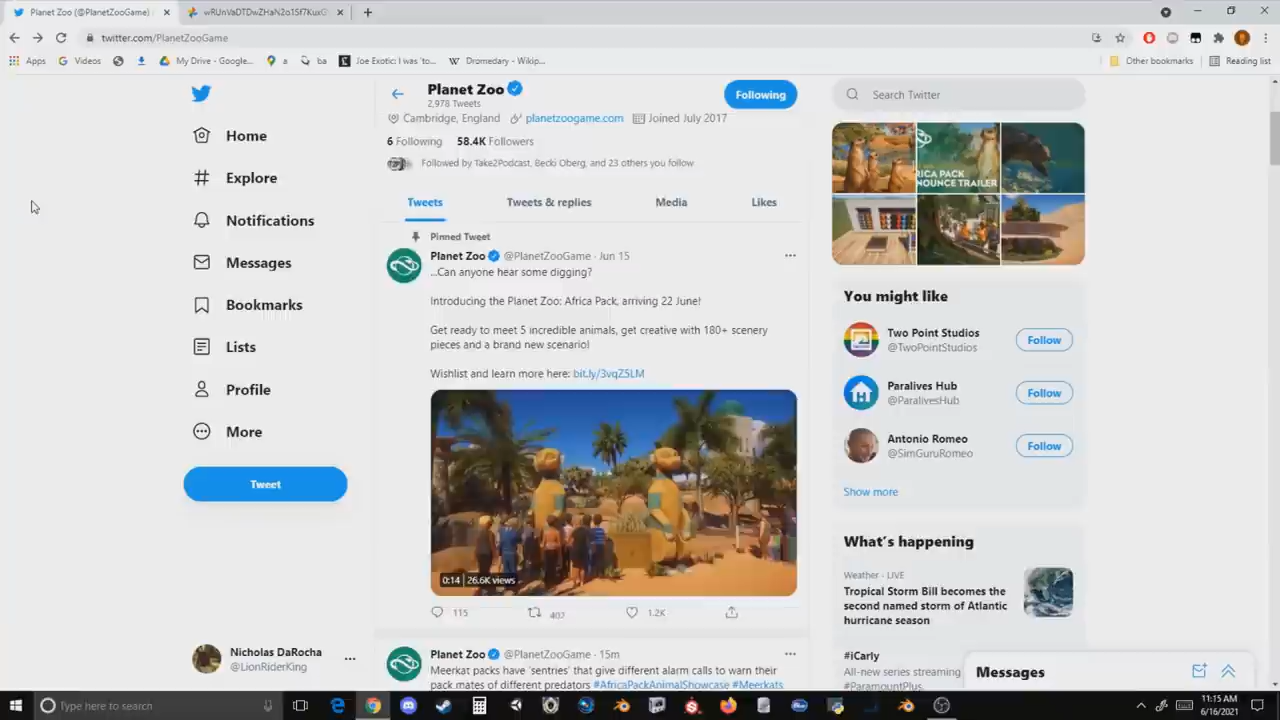 Planet Zoo (@PlanetZooGame)
wRUnVaDTDwZHaN2o15f7KuxG
twitter.com/PlanetZooGame
Apps
Videos
My Drive - Google...
a
ba
Joe Exotic I was 'to...
Dromedary - Wikip...
Other bookmarks
Reading list
Planet Zoo
2,978 Tweets
Following
Search Twitter
Cambridge, England
planetzoogame.com
Joined July 2017
6 Following
58.4K Followers
Followed by Take2Podcast, Becki Oberg, and 23 others you follow
Home
Explore
Notifications
Messages
Bookmarks
Lists
Profile
More
Tweet
Nicholas DaRocha
@LionRiderKing
Tweets
Tweets & replies
Media
Likes
Pinned Tweet
Planet Zoo @PlanetZooGame · Jun 15
...Can anyone hear some digging?
Introducing the Planet Zoo: Africa Pack, arriving 22 June!
Get ready to meet 5 incredible animals, get creative with 180+ scenery
pieces and a brand new scenario!
Wishlist and learn more here: bit.ly/3vqZ5LM
0:14 26.6K views
115
407
1.2K
Planet Zoo @PlanetZooGame · 15m
Meerkat packs have 'sentries' that give different alarm calls to warn their
pack mates of different predators #AfricaPackAnimalShowcase #Meerkats
RICA PACK
NOUNCE TRAILER
You might like
Two Point Studios
@TwoPointStudios
Follow
Paralives Hub
@ParalivesHub
Follow
Antonio Romeo
@SimGuruRomeo
Follow
Show more
What's happening
Weather · LIVE
Tropical Storm Bill becomes the
second named storm of Atlantic
hurricane season
#iCarly
All-new series streaming
#ParamountPlus.
Messages
Type here to search
11:15 AM
6/16/2021